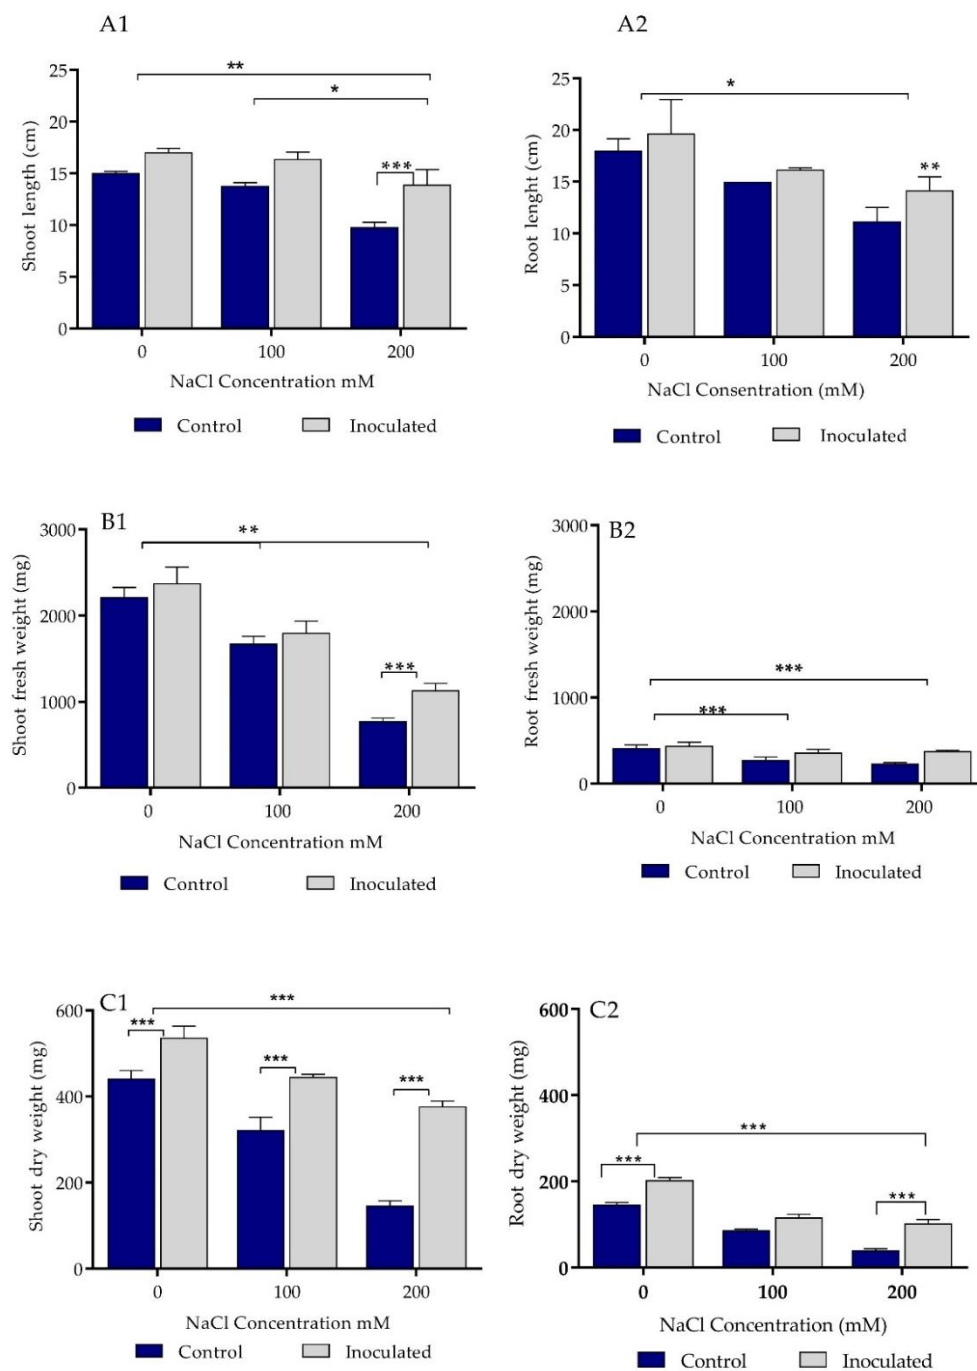 A1
**
*
***
25
20
15
10
5
0
Shoot length (cm)
0 100 200
NaCl Concentration mM
Control Inoculated
A2
*
**
25
20
15
10
5
0
Root lenght (cm)
0 100 200
NaCl Consentration (mM)
Control Inoculated
B1
**
***
3000
2000
1000
0
Shoot fresh weight (mg)
0 100 200
NaCl Concentration mM
Control Inoculated
B2
***
***
3000
2000
1000
0
Root fresh weight (mg)
0 100 200
NaCl Concentration mM
Control Inoculated
C1
***
***
***
***
600
400
200
0
Shoot dry weight (mg)
0 100 200
NaCl Concentration mM
Control Inoculated
C2
***
***
***
600
400
200
0
Root dry weight (mg)
0 100 200
NaCl Concentration (mM)
Control Inoculated